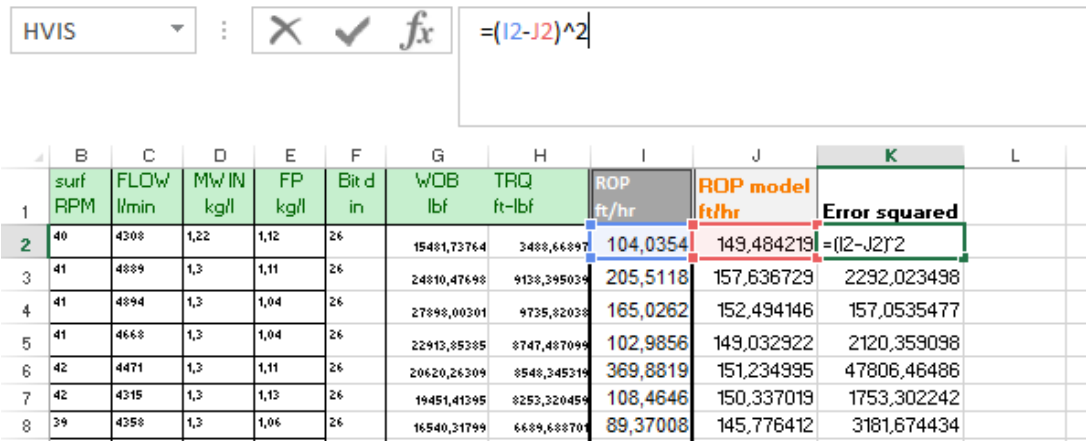 HVIS
fx
=(I2-J2)^2
B C D E F G H I J K L
surf FLOW MW IN FP Bit d WOB TRQ ROP ROP model
1 RPM l/min kg/l kg/l in lbf ft-lbf ft/hr ft/hr Error squared
2 40 4308 1,22 1,12 26 15481,73764 3488,66897 104,0354 149,484219 =(I2-J2)^2
3 41 4889 1,3 1,11 26 24810,47698 9138,395039 205,5118 157,636729 2292,023498
4 41 4894 1,3 1,04 26 27898,00301 9735,82038 165,0262 152,494146 157,0535477
5 41 4668 1,3 1,04 26 22913,85385 8747,487099 102,9856 149,032922 2120,359098
6 42 4471 1,3 1,11 26 20620,26309 8548,345319 369,8819 151,234995 47806,46486
7 42 4315 1,3 1,13 26 19451,41395 8253,320459 108,4646 150,337019 1753,302242
8 39 4358 1,3 1,06 26 16540,31799 6689,688701 89,37008 145,776412 3181,674434